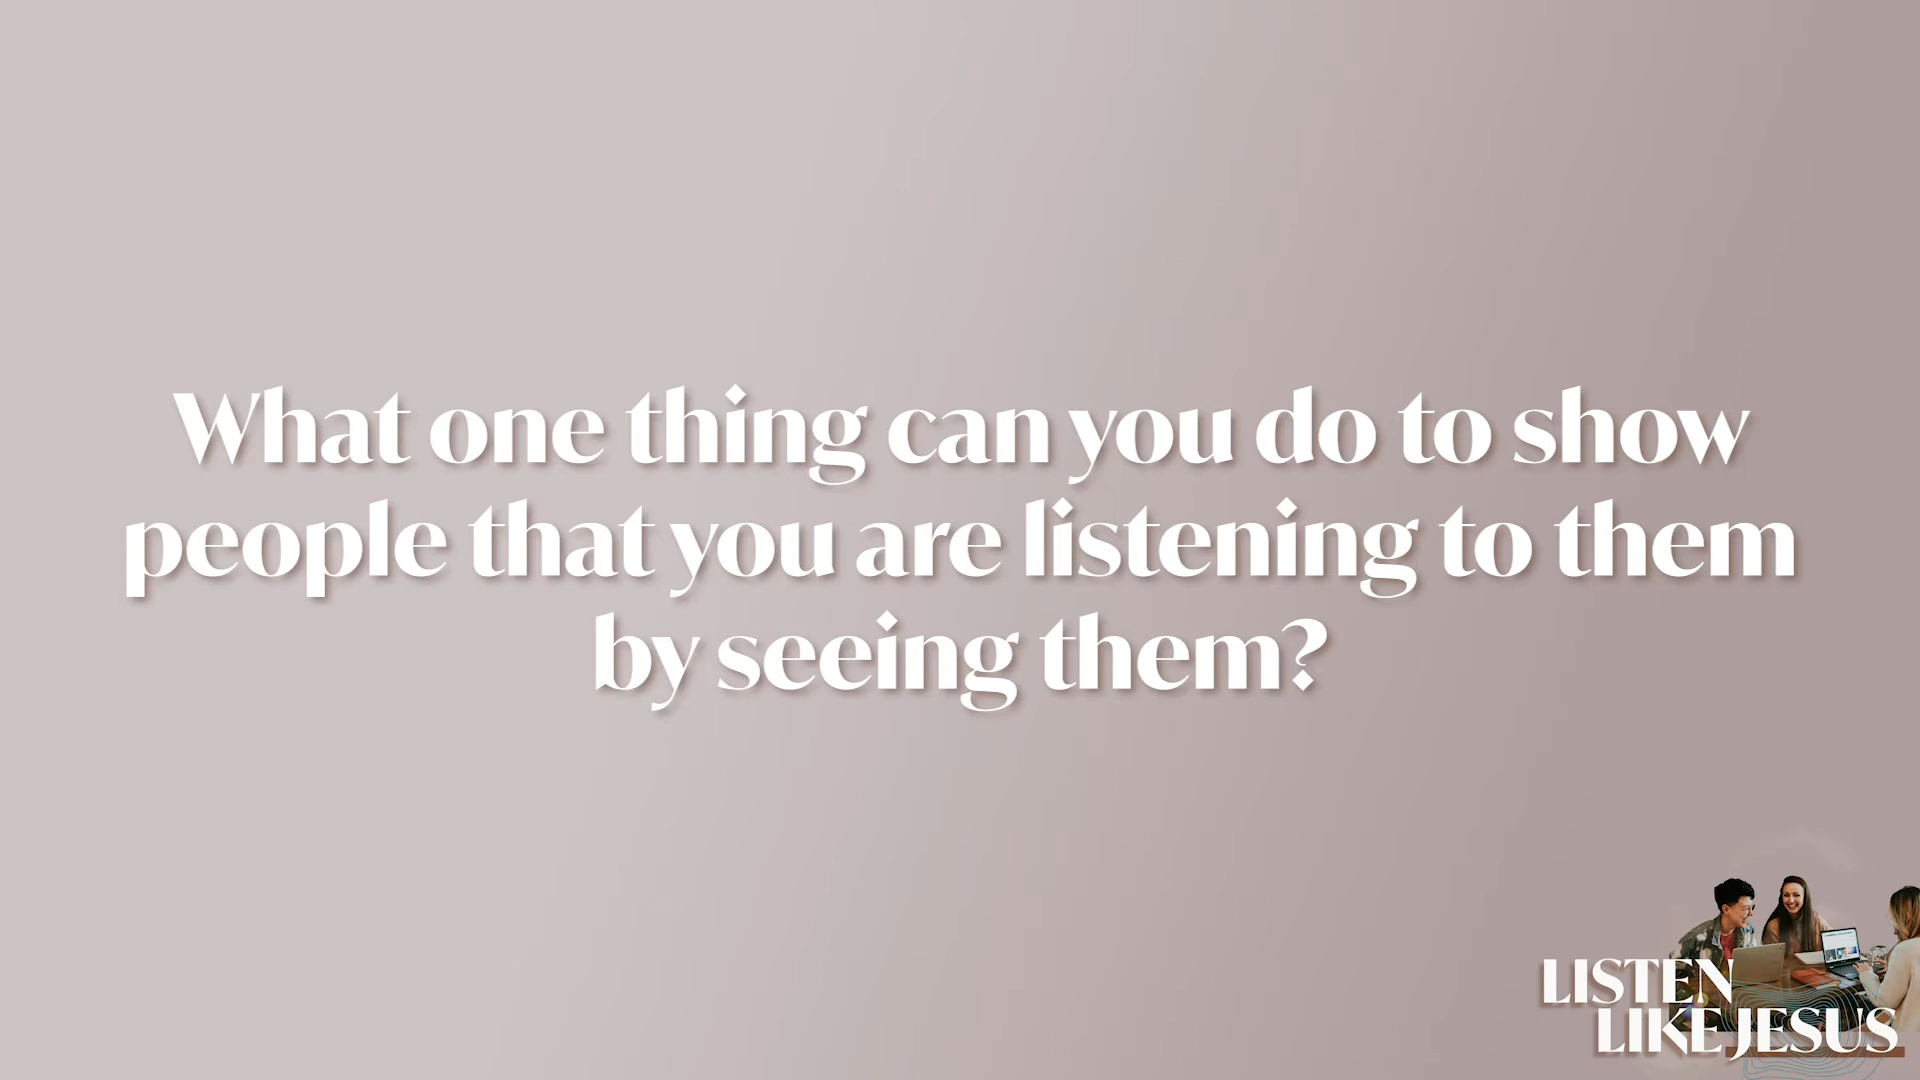 What one thing can you do to show
people that you are listening to them
by seeing them?
LISTEN
LIKE JESUS